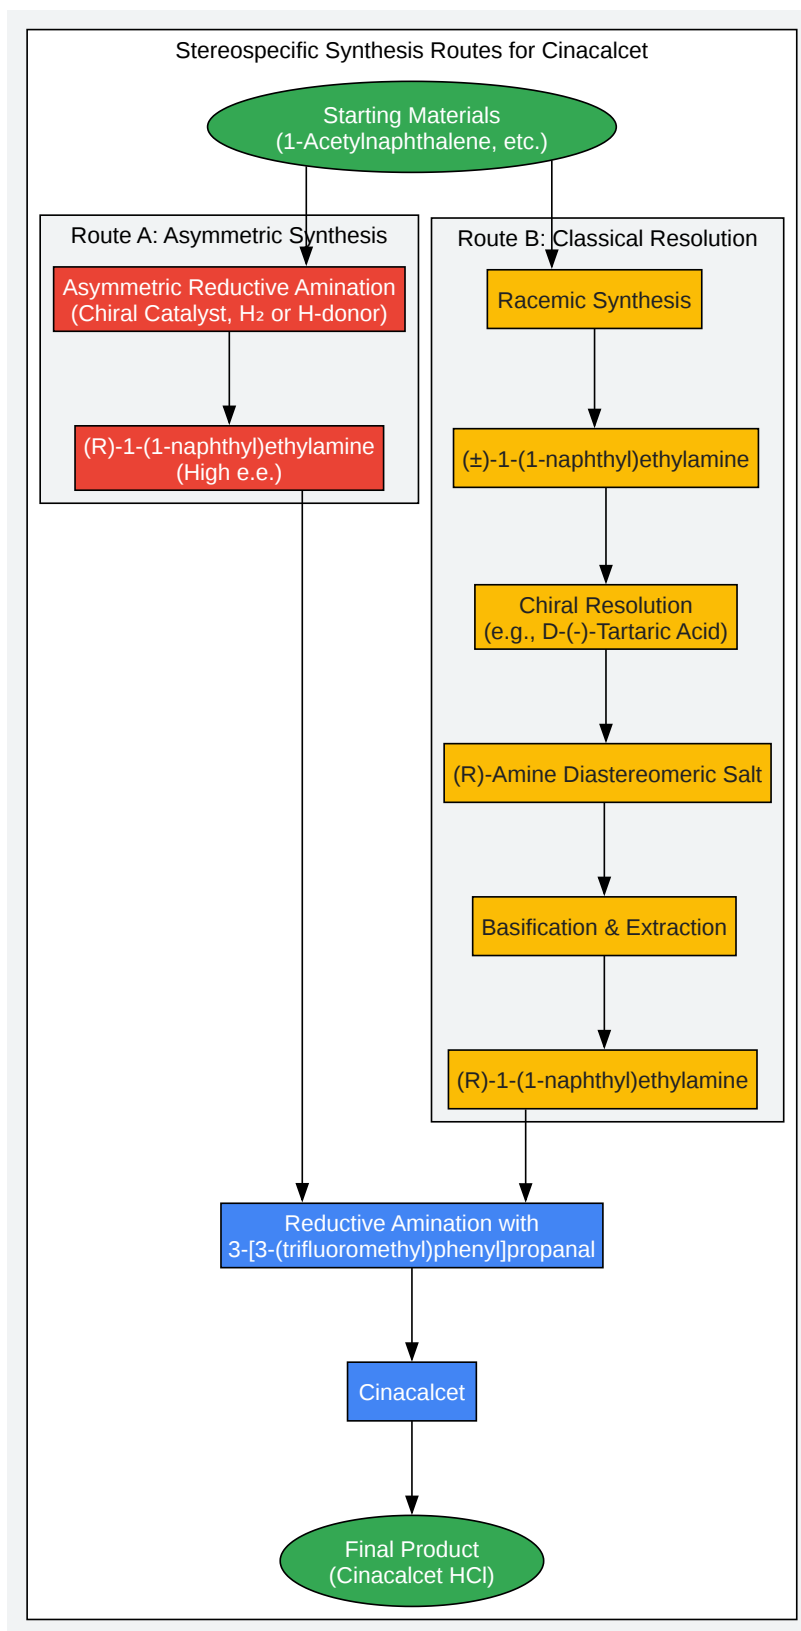 Stereospecific Synthesis Routes for Cinacalcet
Starting Materials
(1-Acetylnaphthalene, etc.)
Route A: Asymmetric Synthesis
Asymmetric Reductive Amination
(Chiral Catalyst, H₂ or H-donor)
(R)-1-(1-naphthyl)ethylamine
(High e.e.)
Route B: Classical Resolution
Racemic Synthesis
(±)-1-(1-naphthyl)ethylamine
Chiral Resolution
(e.g., D-(-)-Tartaric Acid)
(R)-Amine Diastereomeric Salt
Basification & Extraction
(R)-1-(1-naphthyl)ethylamine
Reductive Amination with
3-[3-(trifluoromethyl)phenyl]propanal
Cinacalcet
Final Product
(Cinacalcet HCl)